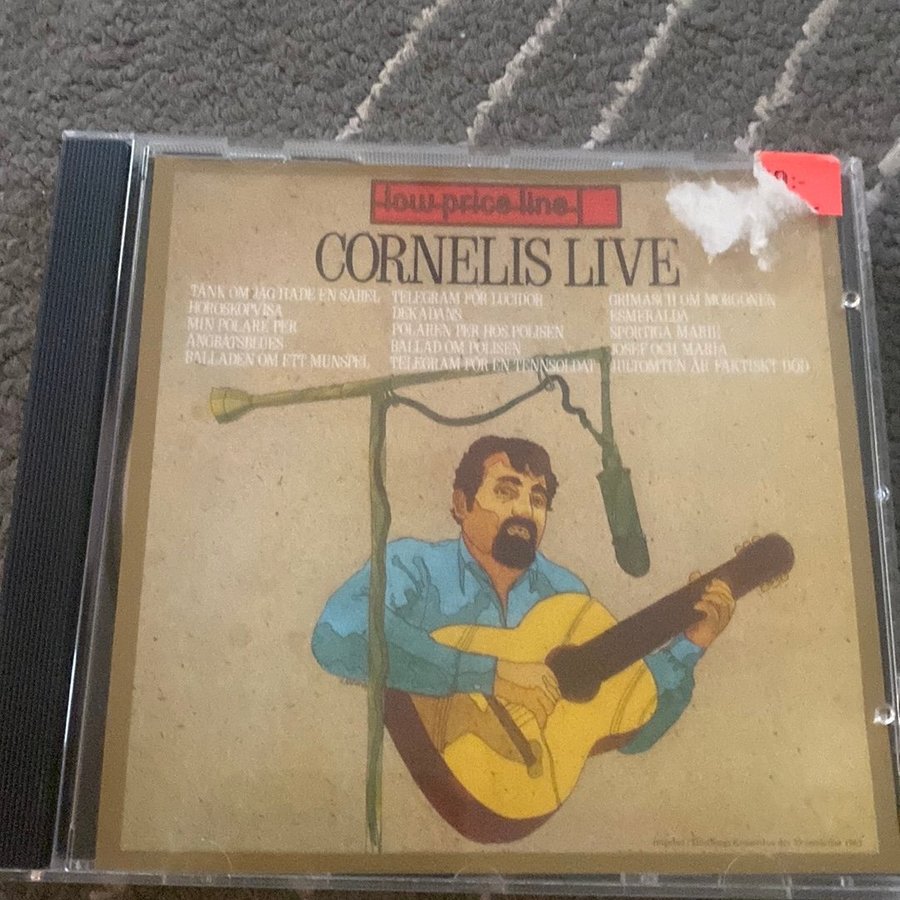 low price line
CORNELIS LIVE
TÄNK OM JAG HADE EN SABEL
HOROSKOPVISA
MIN POLARE PER
ÅNGBÅTSBLUES
BALLADEN OM ETT MUNSPEL
TELEGRAM FÖR LUCIDOR
DEKADANS
POLAREN PER HOS POLISEN
BALLAD OM POLISEN
TELEGRAM FÖR EN TENNSOLDAT
GRIMASCH OM MORGONEN
ESMERALDA
SPORTIGA MARIE
JOSEF OCH MARIA
JULTOMTEN ÄR FAKTISKT DÖD
9:-